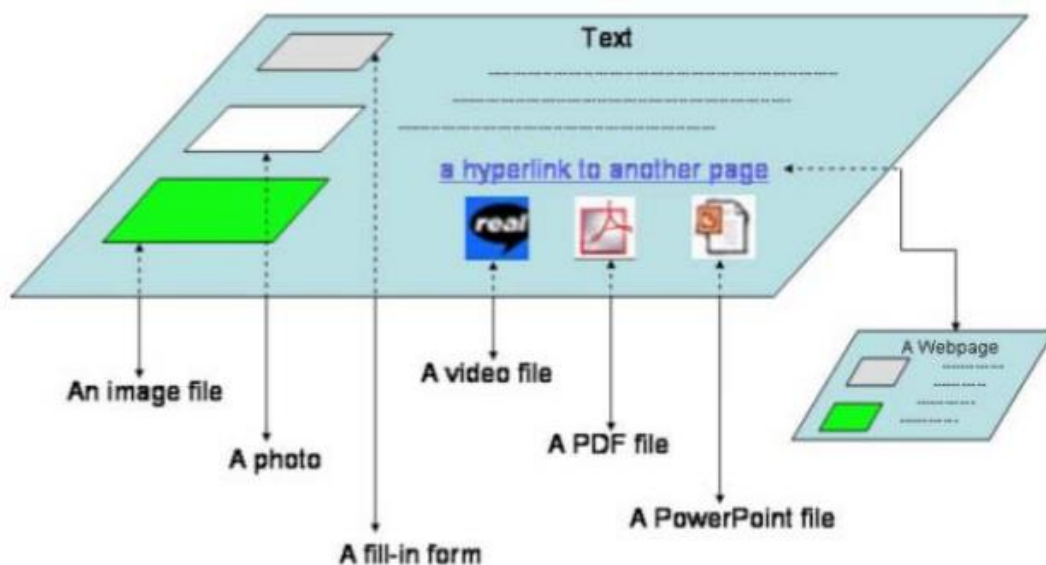 Text
a hyperlink to another page
real
A Webpage
An image file
A video file
A photo
A PDF file
A fill-in form
A PowerPoint file